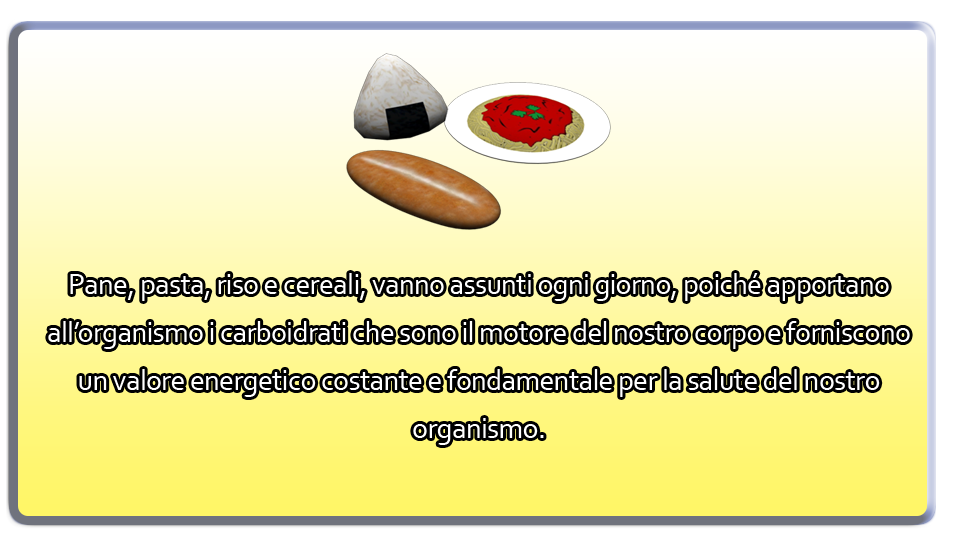 Pane, pasta, riso e cereali, vanno assunti ogni giorno, poiché apportano
all’organismo i carboidrati che sono il motore del nostro corpo e forniscono
un valore energetico costante e fondamentale per la salute del nostro
organismo.